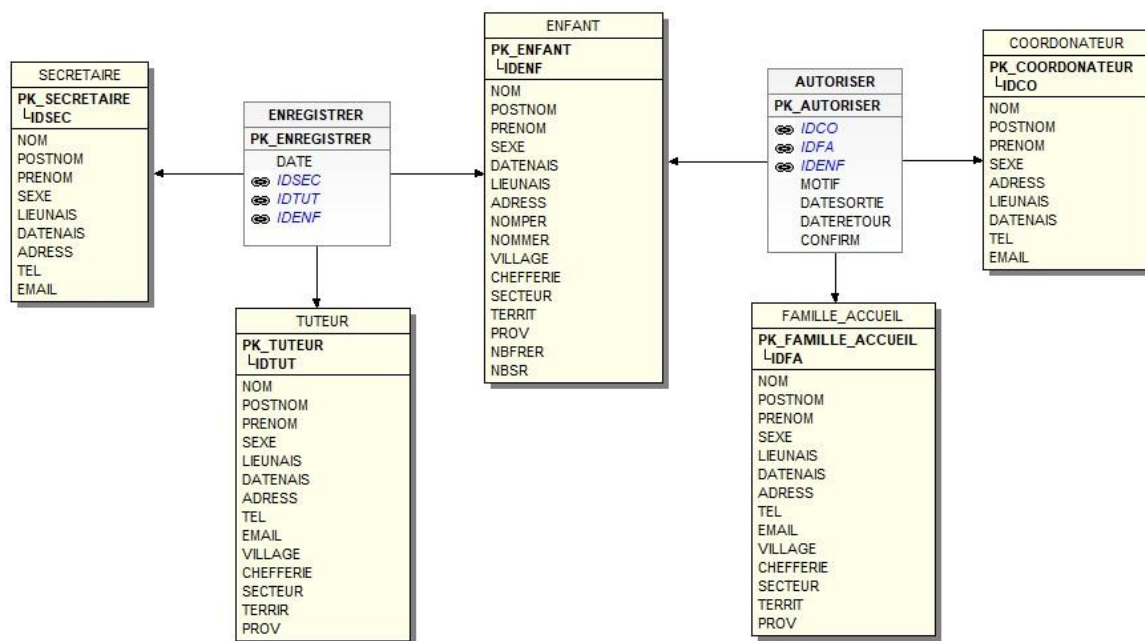 SECRETAIRE
PK_SECRETAIRE
IDSEC
NOM
POSTNOM
PRENOM
SEXE
LIEUNAIS
DATENAIS
ADRESS
TEL
EMAIL
ENREGISTRER
PK_ENREGISTRER
DATE
IDSEC
IDTUT
IDENF
TUTEUR
PK_TUTEUR
IDTUT
NOM
POSTNOM
PRENOM
SEXE
LIEUNAIS
DATENAIS
ADRESS
TEL
EMAIL
VILLAGE
CHEFFERIE
SECTEUR
TERRIR
PROV
ENFANT
PK_ENFANT
IDENF
NOM
POSTNOM
PRENOM
SEXE
DATENAIS
LIEUNAIS
ADRESS
NOMPER
NOMMER
VILLAGE
CHEFFERIE
SECTEUR
TERRIT
PROV
NBFRER
NBSR
AUTORISER
PK_AUTORISER
IDCO
IDFA
IDENF
MOTIF
DATESORTIE
DATERETOUR
CONFIRM
FAMILLE_ACCUEIL
PK_FAMILLE_ACCUEIL
IDFA
NOM
POSTNOM
PRENOM
SEXE
LIEUNAIS
DATENAIS
ADRESS
TEL
EMAIL
VILLAGE
CHEFFERIE
SECTEUR
TERRIT
PROV
COORDONATEUR
PK_COORDONATEUR
IDCO
NOM
POSTNOM
PRENOM
SEXE
ADRESS
LIEUNAIS
DATENAIS
TEL
EMAIL